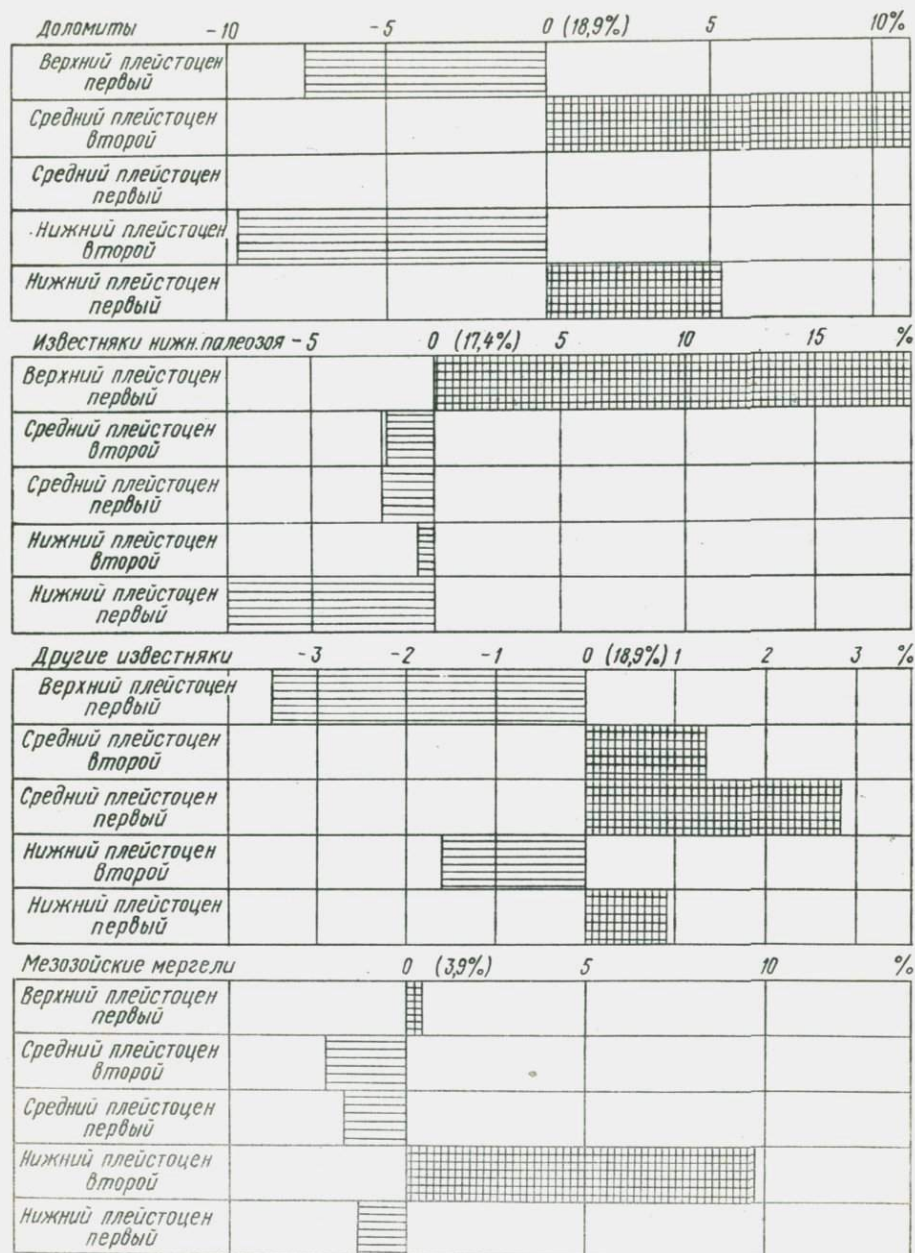 Доломиты -10 -5 0 (18,9%) 5 10%
Верхний плейстоцен
первый
Средний плейстоцен
второй
Средний плейстоцен
первый
Нижний плейстоцен
второй
Нижний плейстоцен
первый
Известняки нижн. палеозоя -5 0 (17,4%) 5 10 15 %
Верхний плейстоцен
первый
Средний плейстоцен
второй
Средний плейстоцен
первый
Нижний плейстоцен
второй
Нижний плейстоцен
первый
Другие известняки -3 -2 -1 0 (18,9%) 1 2 3 %
Верхний плейстоцен
первый
Средний плейстоцен
второй
Средний плейстоцен
первый
Нижний плейстоцен
второй
Нижний плейстоцен
первый
Мезозойские мергели 0 (3,9%) 5 10 %
Верхний плейстоцен
первый
Средний плейстоцен
второй
Средний плейстоцен
первый
Нижний плейстоцен
второй
Нижний плейстоцен
первый